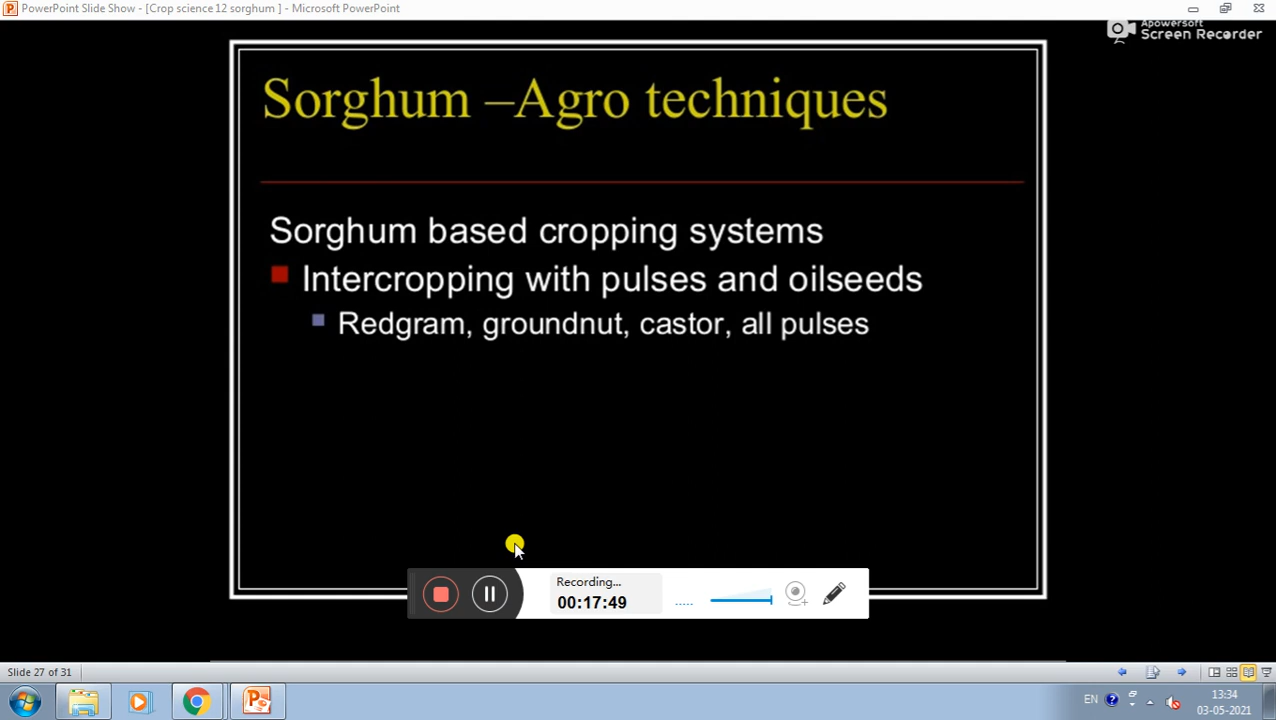 PowerPoint Slide Show - [Crop science 12 sorghum ] - Microsoft PowerPoint
Apowersoft
Screen Recorder
Sorghum –Agro techniques
Sorghum based cropping systems
Intercropping with pulses and oilseeds
Redgram, groundnut, castor, all pulses
Recording...
00:17:49
Slide 27 of 31
EN
13:34
03-05-2021